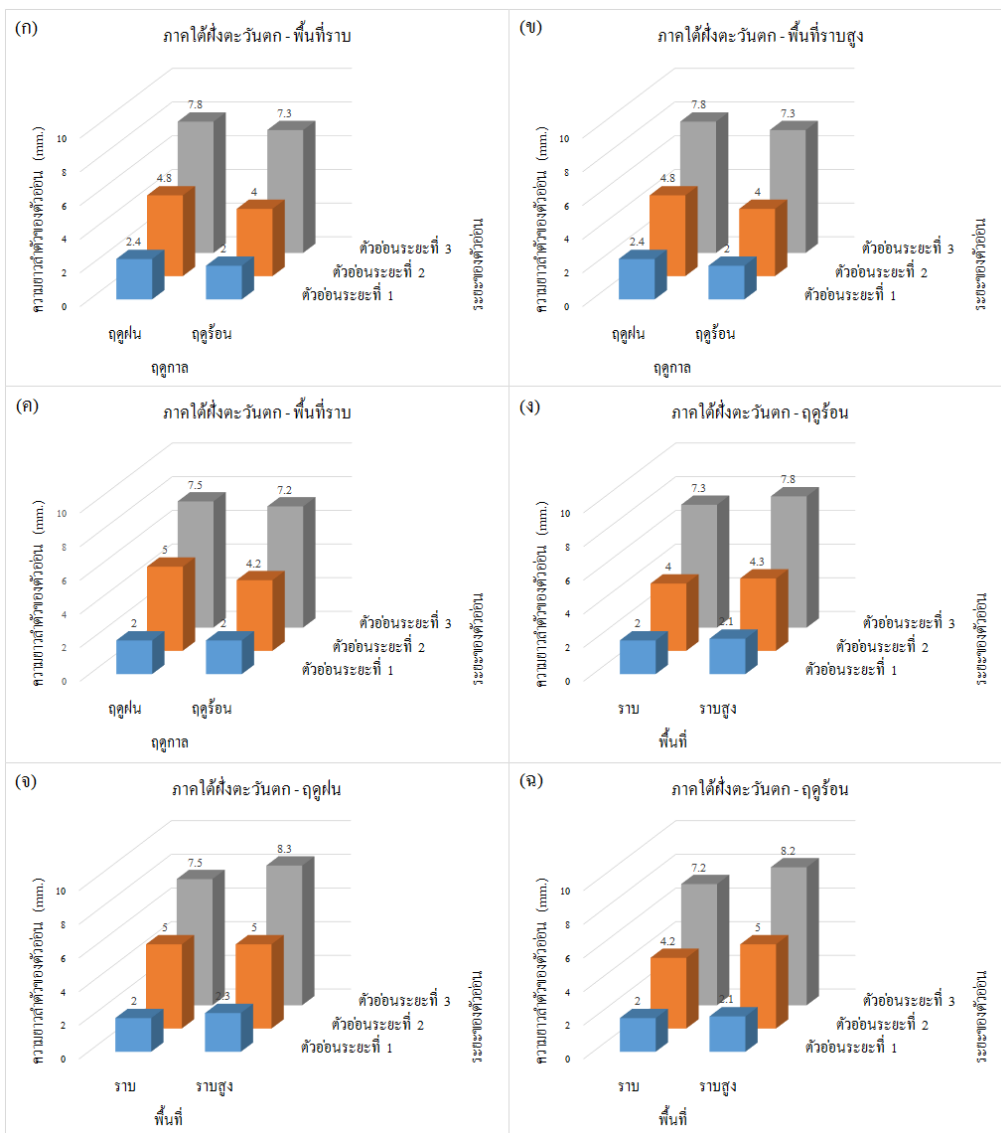 (ก)
ภาคใต้ฝั่งตะวันตก - พื้นที่ราบ
ความยาวลำตัวของตัวอ่อน (mm.)
10
8
6
4
2
0
7.8
7.3
4.8
4
2.4
2
ตัวอ่อนระยะที่ 3
ตัวอ่อนระยะที่ 2
ตัวอ่อนระยะที่ 1
ระยะของตัวอ่อน
ฤดูฝน
ฤดูร้อน
ฤดูกาล
(ข)
ภาคใต้ฝั่งตะวันตก - พื้นที่ราบสูง
ความยาวลำตัวของตัวอ่อน (mm.)
10
8
6
4
2
0
7.8
7.3
4.8
4
2.4
2
ตัวอ่อนระยะที่ 3
ตัวอ่อนระยะที่ 2
ตัวอ่อนระยะที่ 1
ระยะของตัวอ่อน
ฤดูฝน
ฤดูร้อน
ฤดูกาล
(ค)
ภาคใต้ฝั่งตะวันตก - พื้นที่ราบ
ความยาวลำตัวของตัวอ่อน (mm.)
10
8
6
4
2
0
7.5
7.2
5
4.2
2
2
ตัวอ่อนระยะที่ 3
ตัวอ่อนระยะที่ 2
ตัวอ่อนระยะที่ 1
ระยะของตัวอ่อน
ฤดูฝน
ฤดูร้อน
ฤดูกาล
(ง)
ภาคใต้ฝั่งตะวันตก - ฤดูร้อน
ความยาวลำตัวของตัวอ่อน (mm.)
10
8
6
4
2
0
7.3
7.8
4
4.3
2
2.1
ตัวอ่อนระยะที่ 3
ตัวอ่อนระยะที่ 2
ตัวอ่อนระยะที่ 1
ระยะของตัวอ่อน
ราบ
ราบสูง
พื้นที่
(จ)
ภาคใต้ฝั่งตะวันตก - ฤดูฝน
ความยาวลำตัวของตัวอ่อน (mm.)
10
8
6
4
2
0
7.5
8.3
5
5
2
2.3
ตัวอ่อนระยะที่ 3
ตัวอ่อนระยะที่ 2
ตัวอ่อนระยะที่ 1
ระยะของตัวอ่อน
ราบ
ราบสูง
พื้นที่
(ฉ)
ภาคใต้ฝั่งตะวันตก - ฤดูร้อน
ความยาวลำตัวของตัวอ่อน (mm.)
10
8
6
4
2
0
7.2
8.2
4.2
5
2
2.1
ตัวอ่อนระยะที่ 3
ตัวอ่อนระยะที่ 2
ตัวอ่อนระยะที่ 1
ระยะของตัวอ่อน
ราบ
ราบสูง
พื้นที่